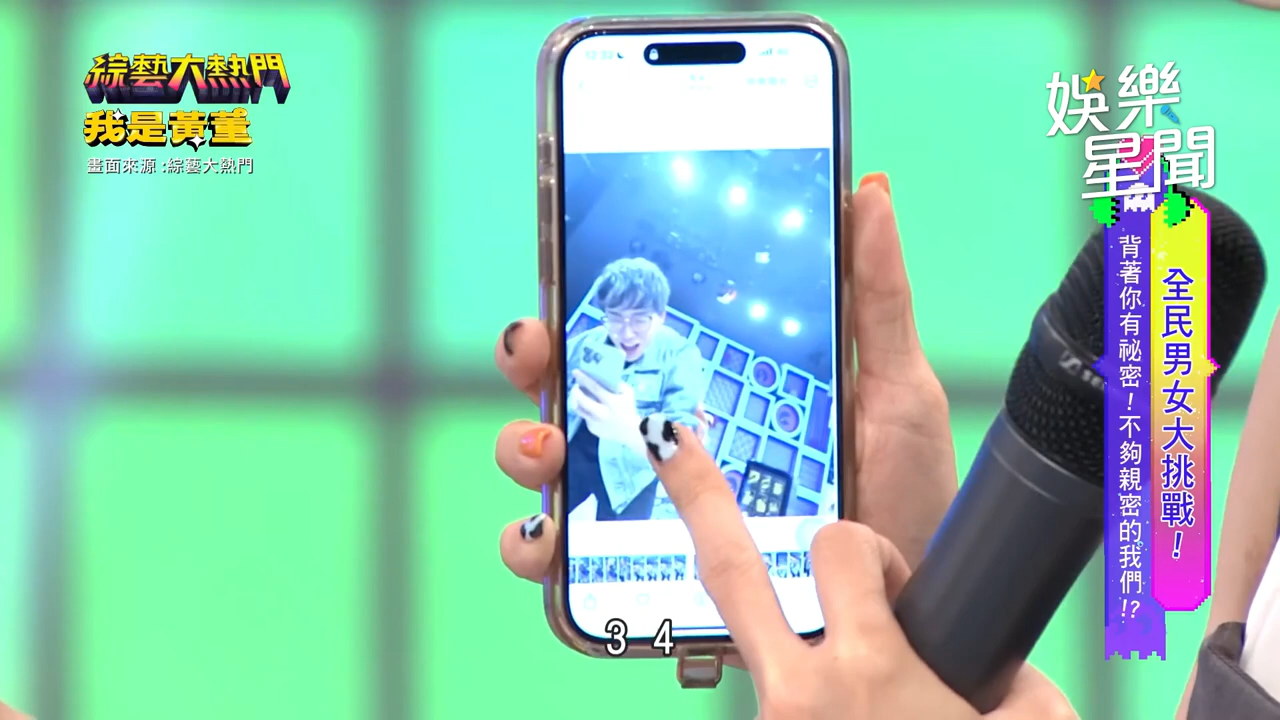 綜藝大熱門
我是黃董
畫面來源:綜藝大熱門
娛樂
星聞
全民男女大挑戰!
背著你有祕密!不夠親密的我們!?
3 4